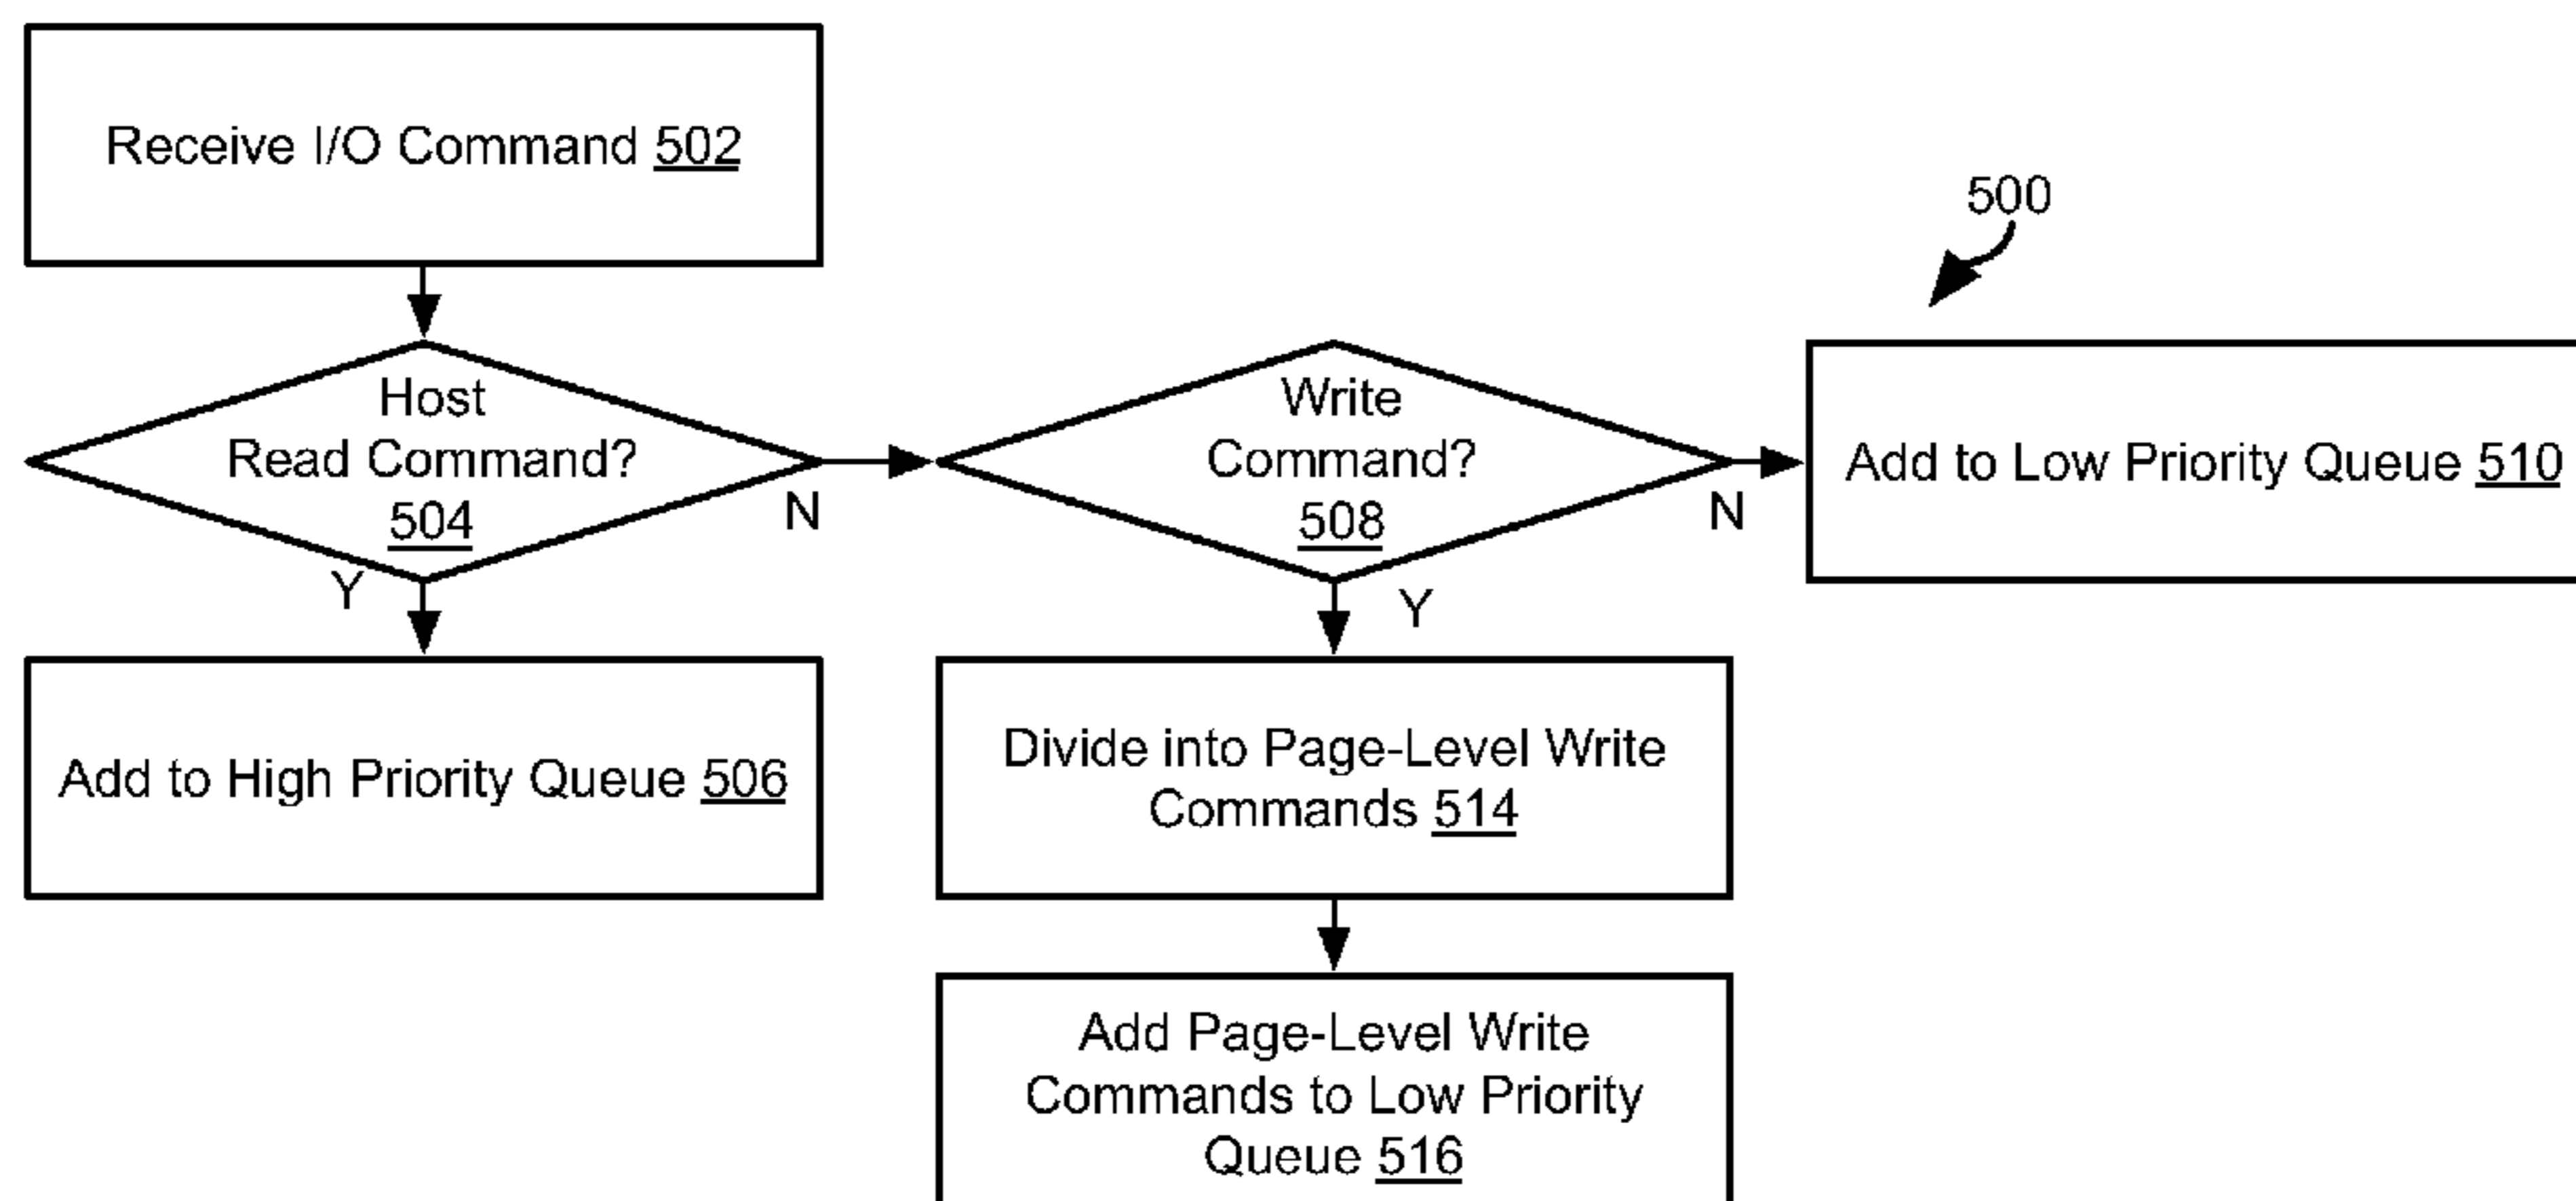 Receive I/O Command 502
500
Host
Read Command?
504
Y
N
Write
Command?
508
N
Y
Add to Low Priority Queue 510
Add to High Priority Queue 506
Divide into Page-Level Write
Commands 514
Add Page-Level Write
Commands to Low Priority
Queue 516